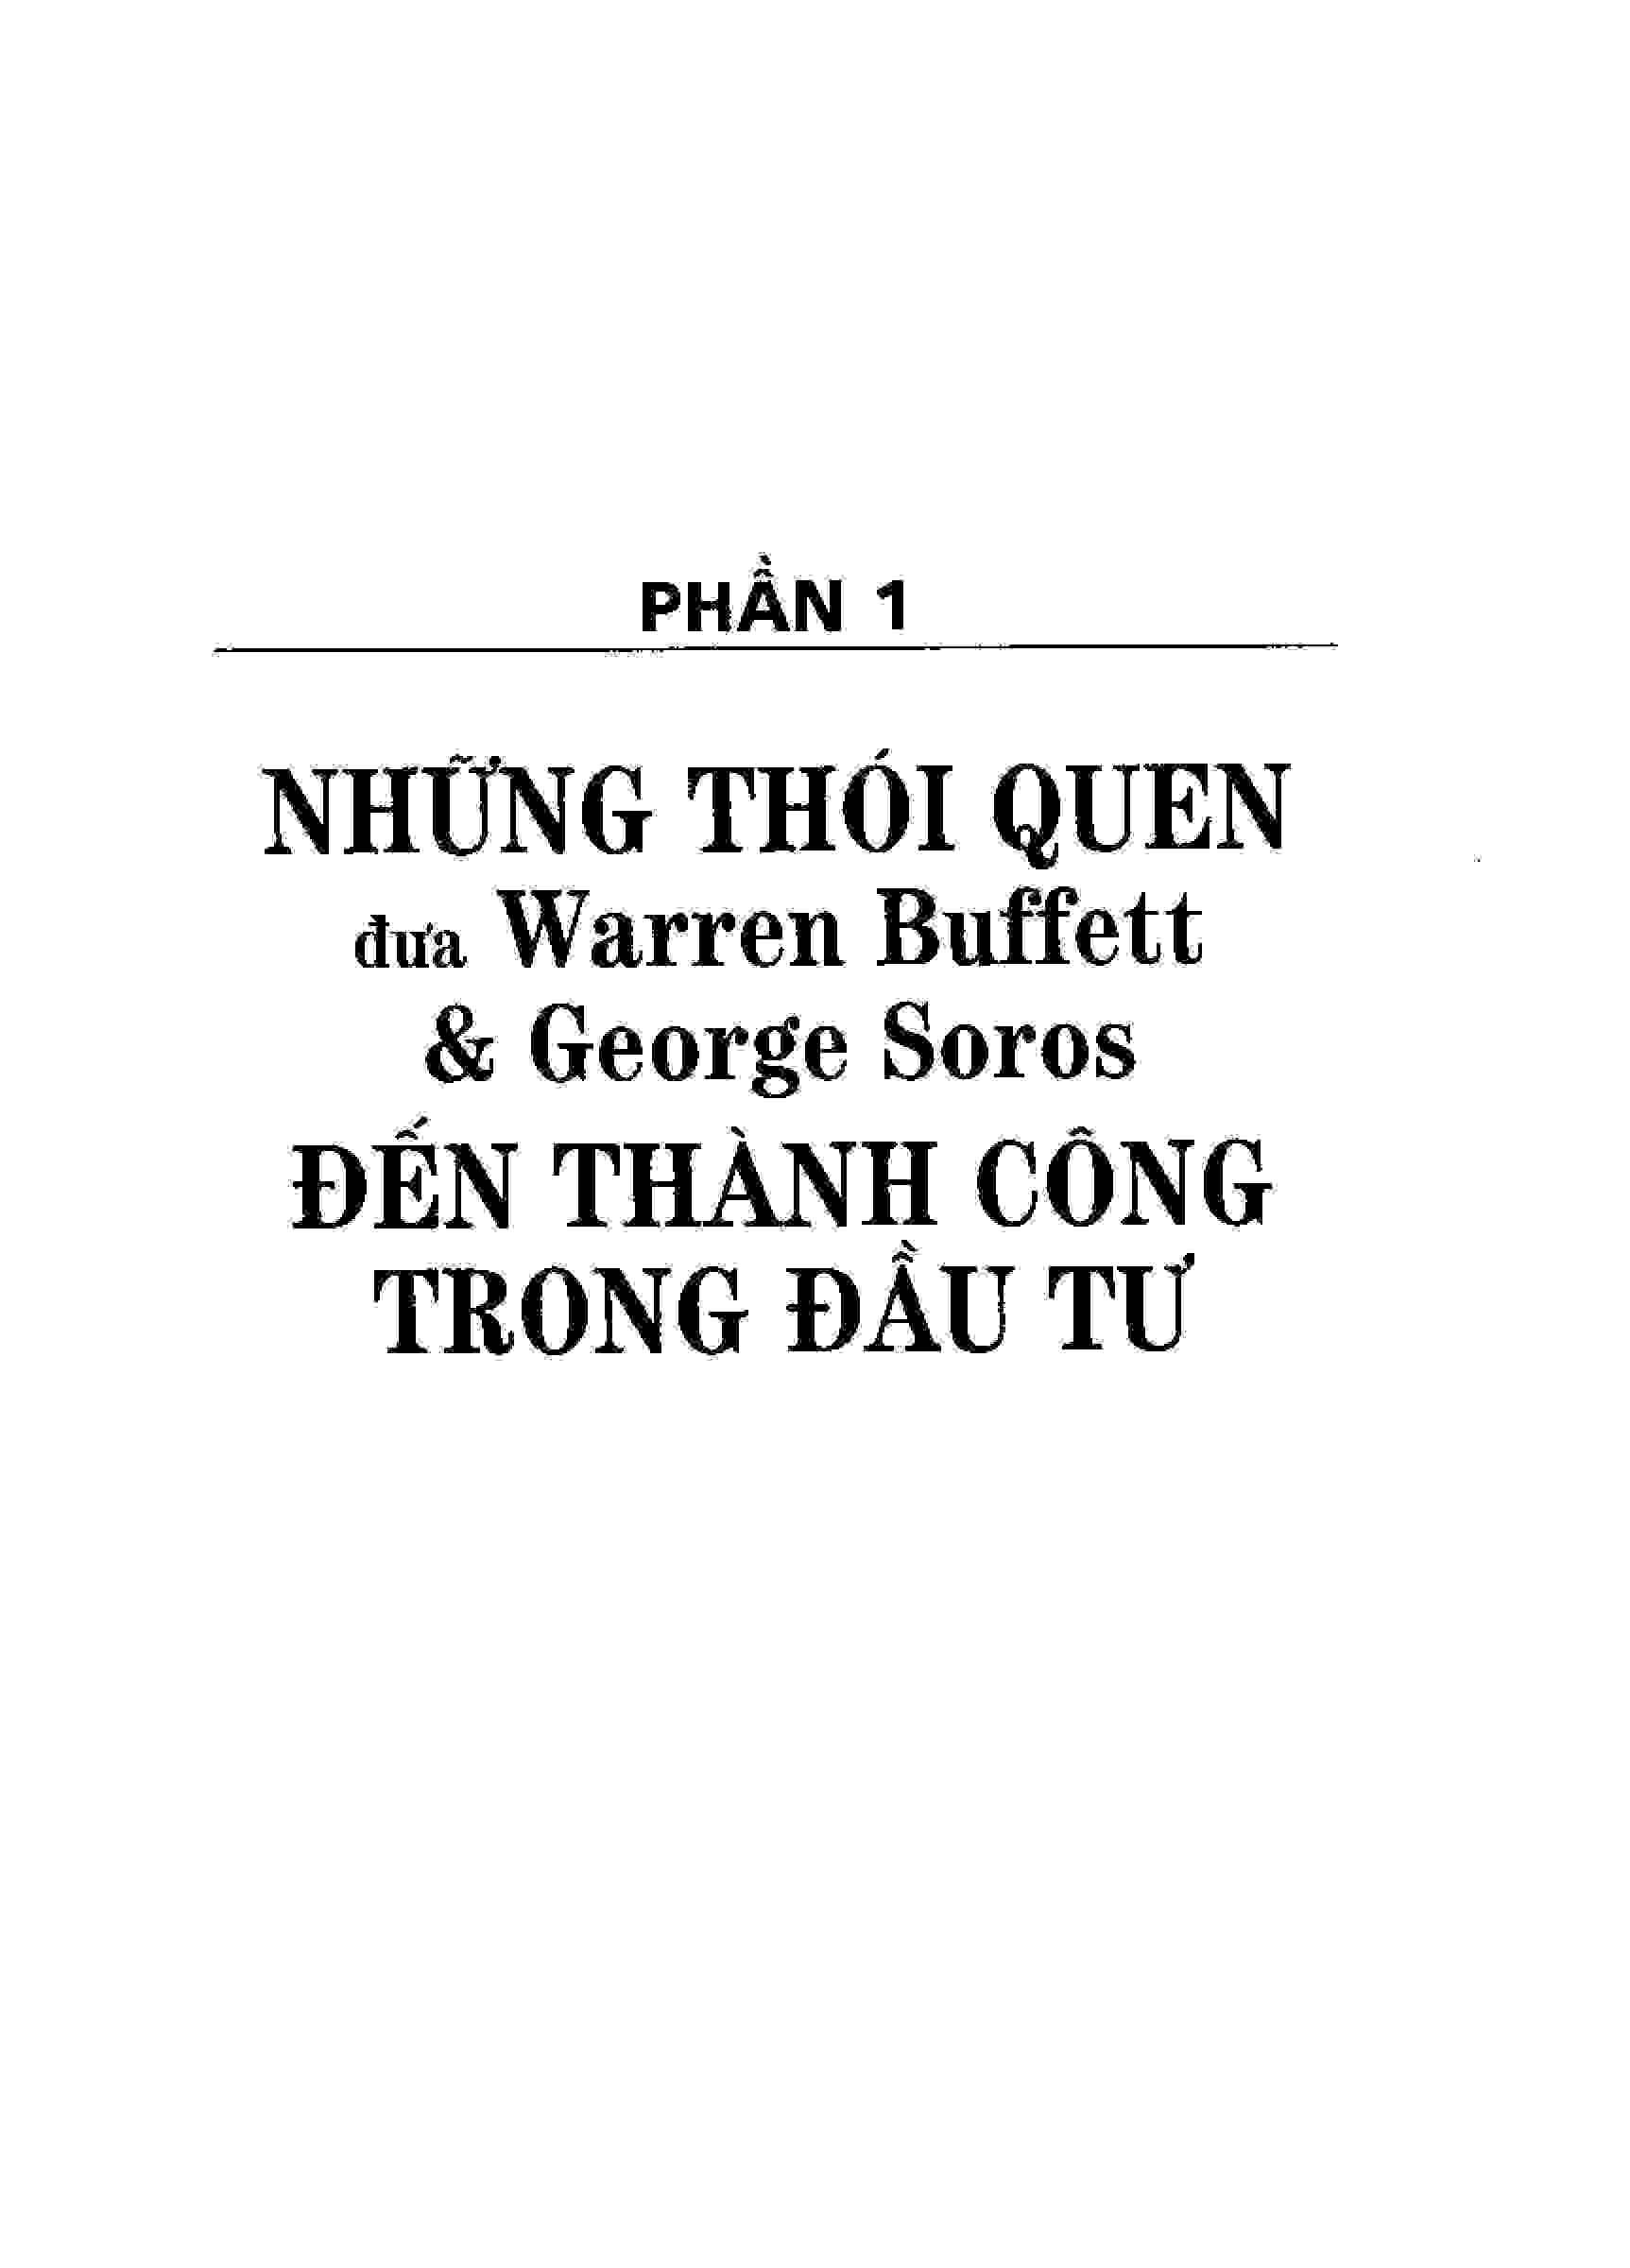 PHẦN 1
NHỮNG THÓI QUEN
đưa Warren Buffett
& George Soros
ĐẾN THÀNH CÔNG
TRONG ĐẦU TƯ